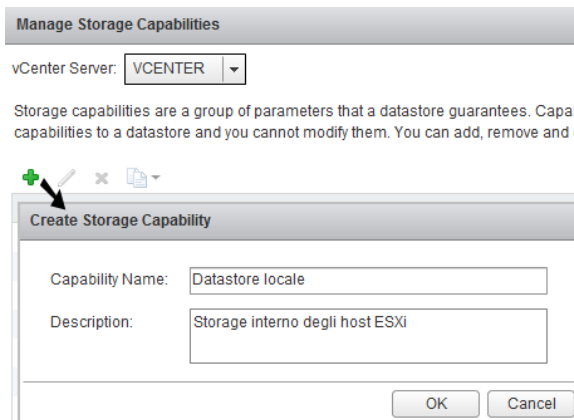 Manage Storage Capabilities
vCenter Server: VCENTER
Storage capabilities are a group of parameters that a datastore guarantees. Capa
capabilities to a datastore and you cannot modify them. You can add, remove and
Create Storage Capability
Capability Name: Datastore locale
Description: Storage interno degli host ESXi
OK Cancel